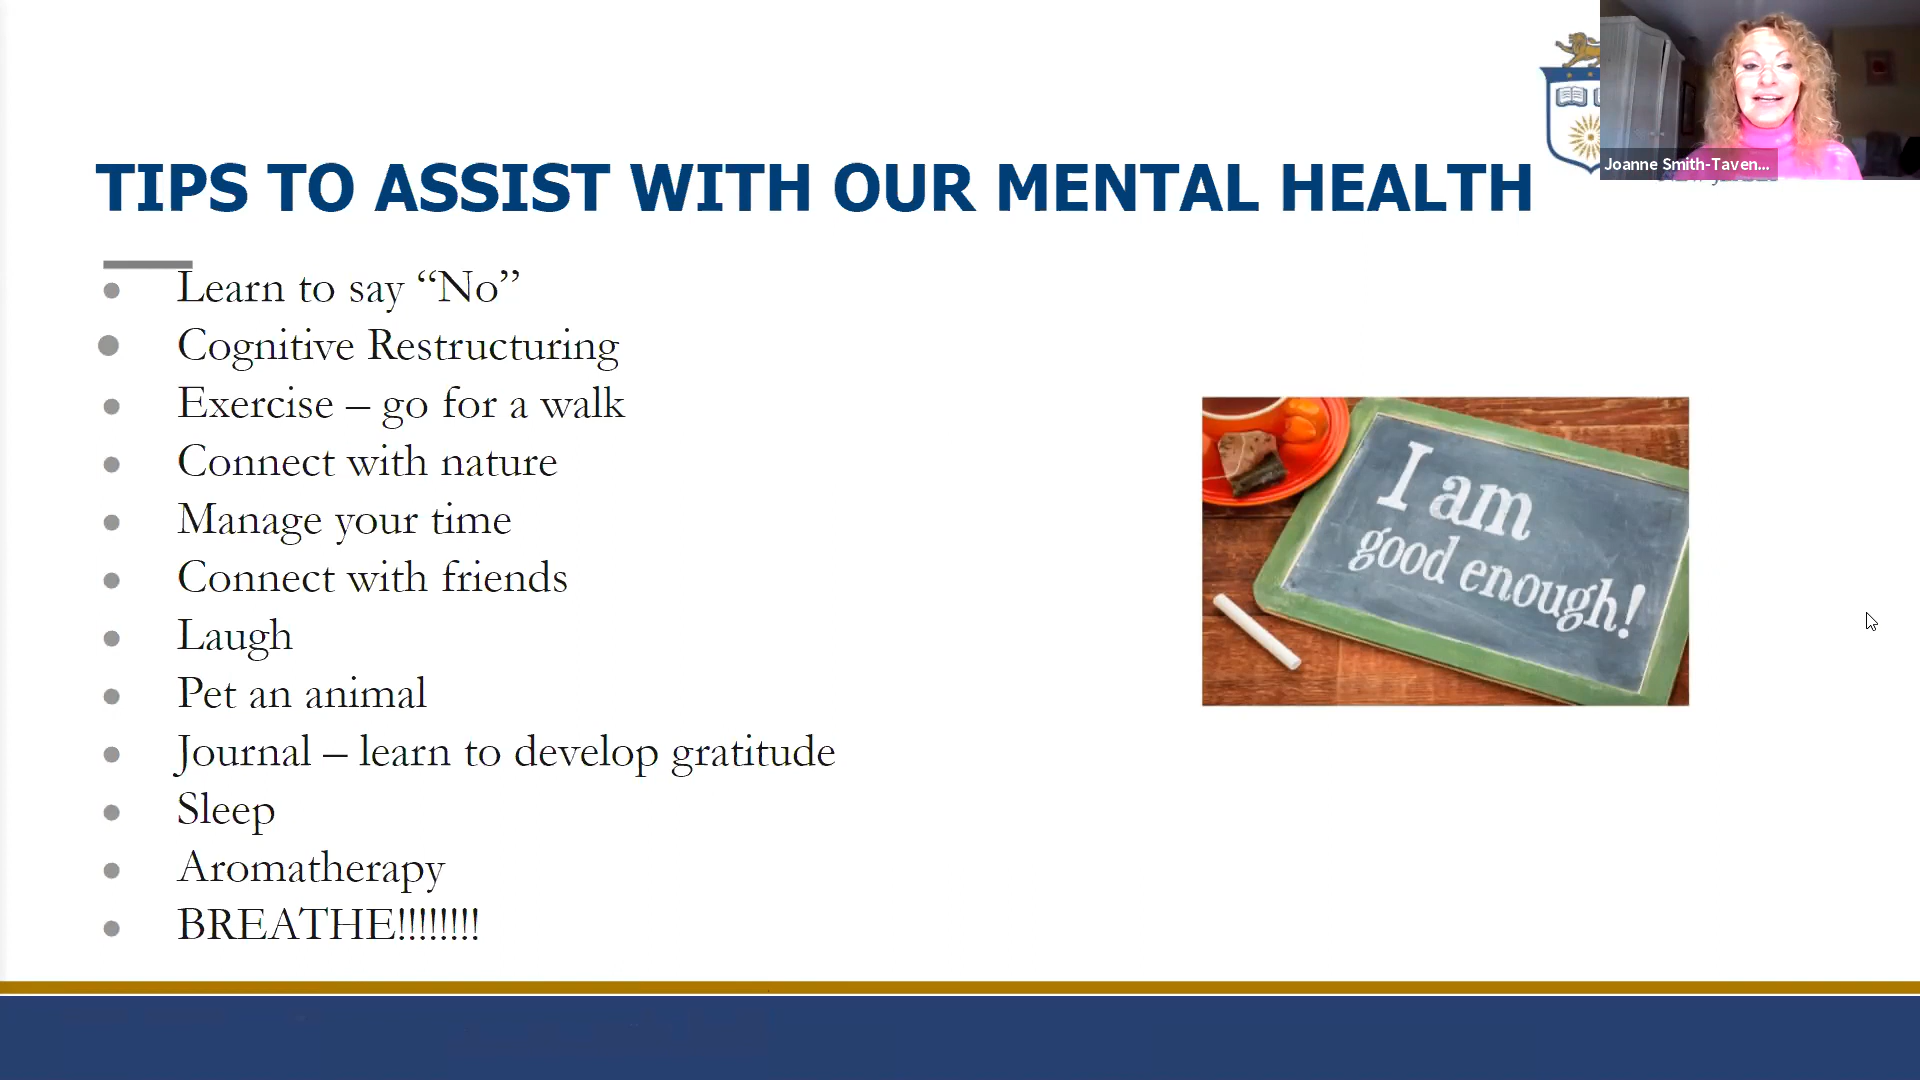 TIPS TO ASSIST WITH OUR MENTAL HEALTH
Joanne Smith-Taven...
Learn to say “No”
Cognitive Restructuring
Exercise – go for a walk
Connect with nature
Manage your time
Connect with friends
Laugh
Pet an animal
Journal – learn to develop gratitude
Sleep
Aromatherapy
BREATHE!!!!!!!!
I am
good enough!